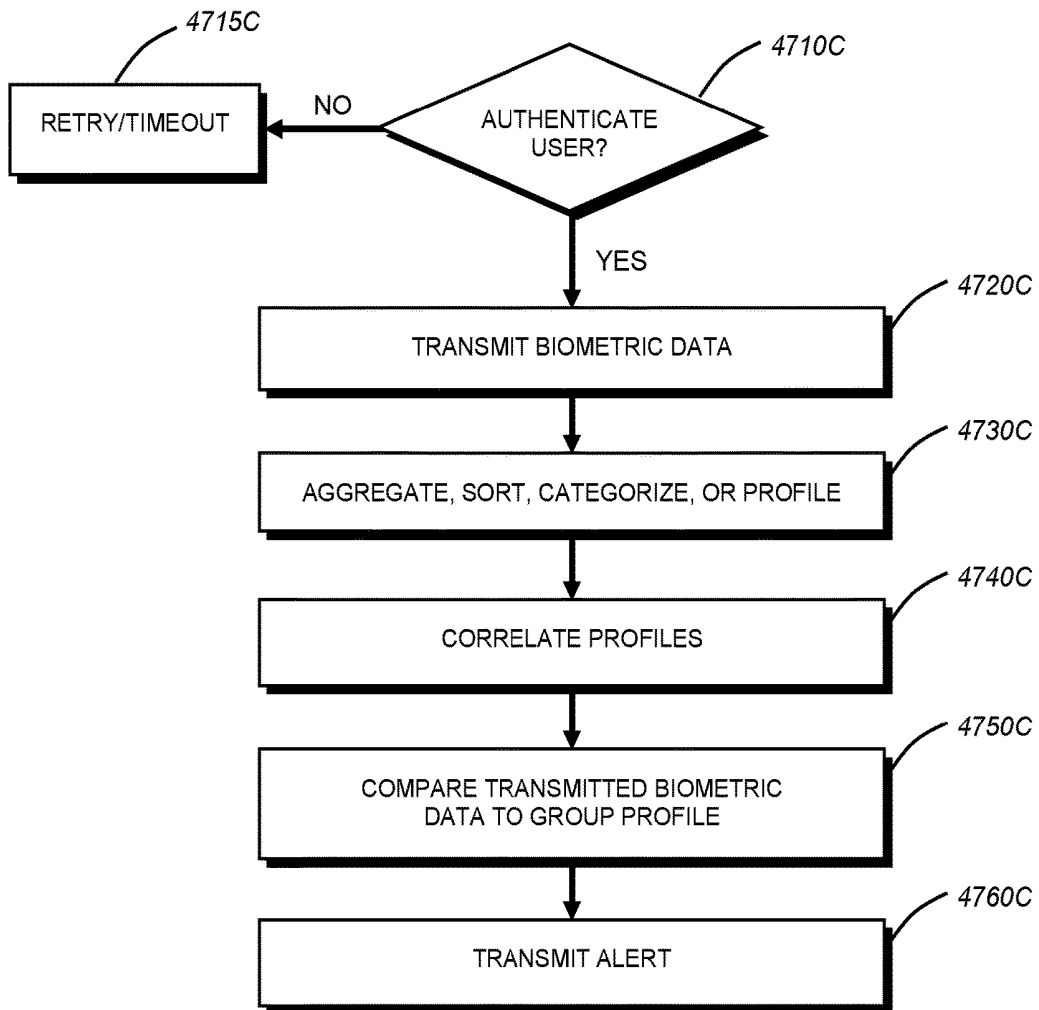 4715C
4710C
RETRY/TIMEOUT
NO
AUTHENTICATE
USER?
YES
4720C
TRANSMIT BIOMETRIC DATA
4730C
AGGREGATE, SORT, CATEGORIZE, OR PROFILE
4740C
CORRELATE PROFILES
4750C
COMPARE TRANSMITTED BIOMETRIC
DATA TO GROUP PROFILE
4760C
TRANSMIT ALERT